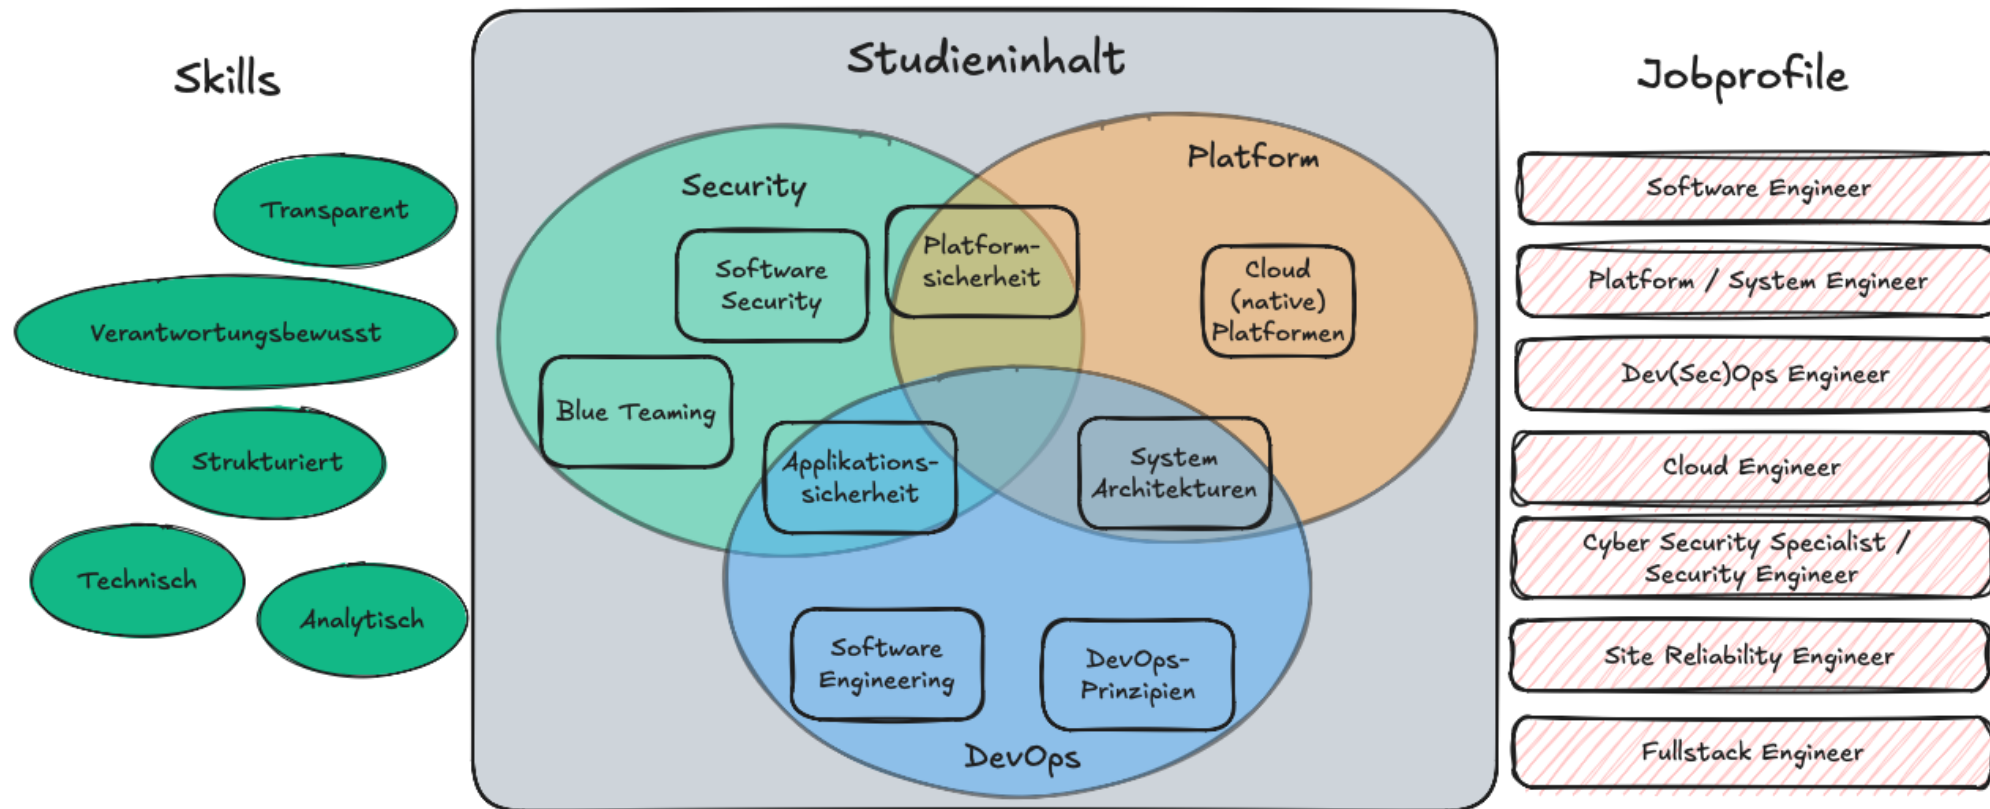 Skills
Transparent
Verantwortungsbewusst
Strukturiert
Technisch
Analytisch
Studieninhalt
Security
Platform
Software
Security
Platform-
sicherheit
Cloud
(native)
Platformen
Blue Teaming
Applikations-
sicherheit
System
Architekturen
Software
Engineering
DevOps-
Prinzipien
DevOps
Jobprofile
Software Engineer
Platform / System Engineer
Dev(Sec)Ops Engineer
Cloud Engineer
Cyber Security Specialist /
Security Engineer
Site Reliability Engineer
Fullstack Engineer